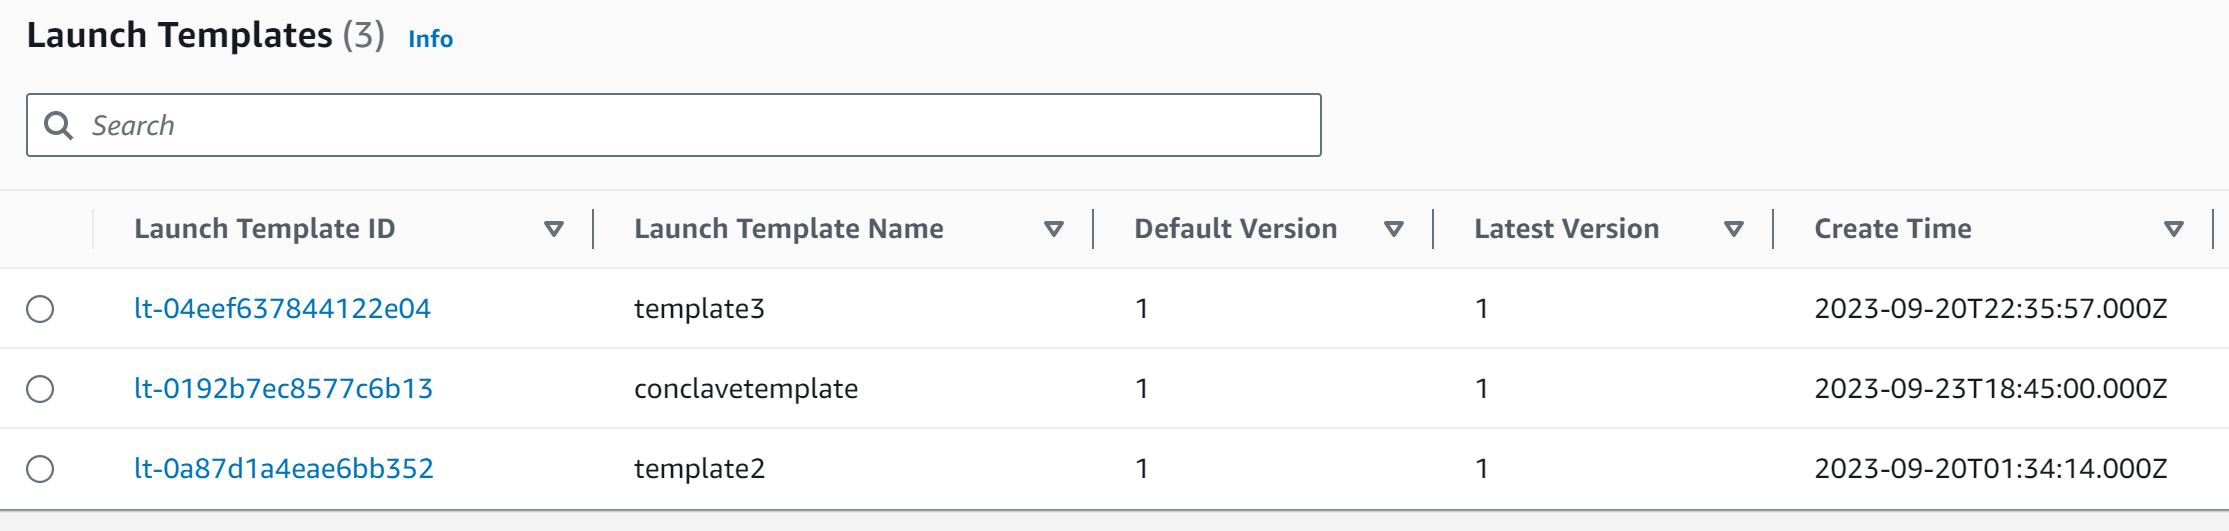 Launch Templates (3) Info
Search
Launch Template ID Launch Template Name Default Version Latest Version Create Time
lt-04eef637844122e04 template3 1 1 2023-09-20T22:35:57.000Z
lt-0192b7ec8577c6b13 conclavetemplate 1 1 2023-09-23T18:45:00.000Z
lt-0a87d1a4eae6bb352 template2 1 1 2023-09-20T01:34:14.000Z